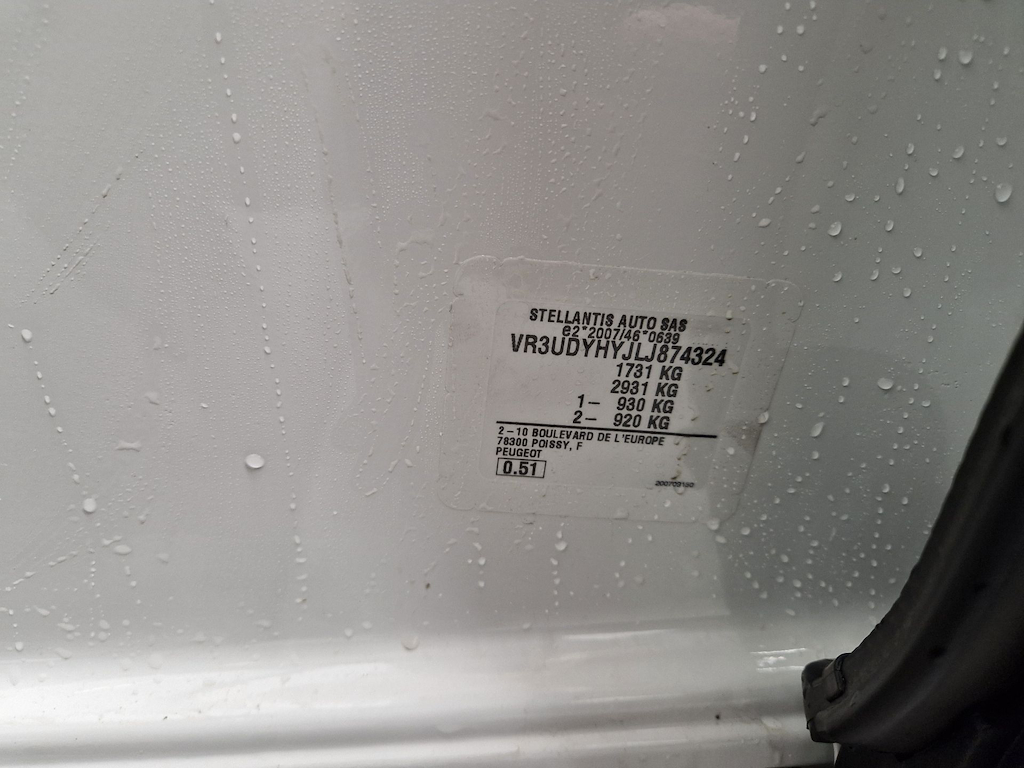 STELLANTIS AUTO SAS
e2*2007/46*0639
VR3UDYHYJLJ874324
1731 KG
2931 KG
1– 930 KG
2– 920 KG
2–10 BOULEVARD DE L'EUROPE
78300 POISSY, F
PEUGEOT
0.51